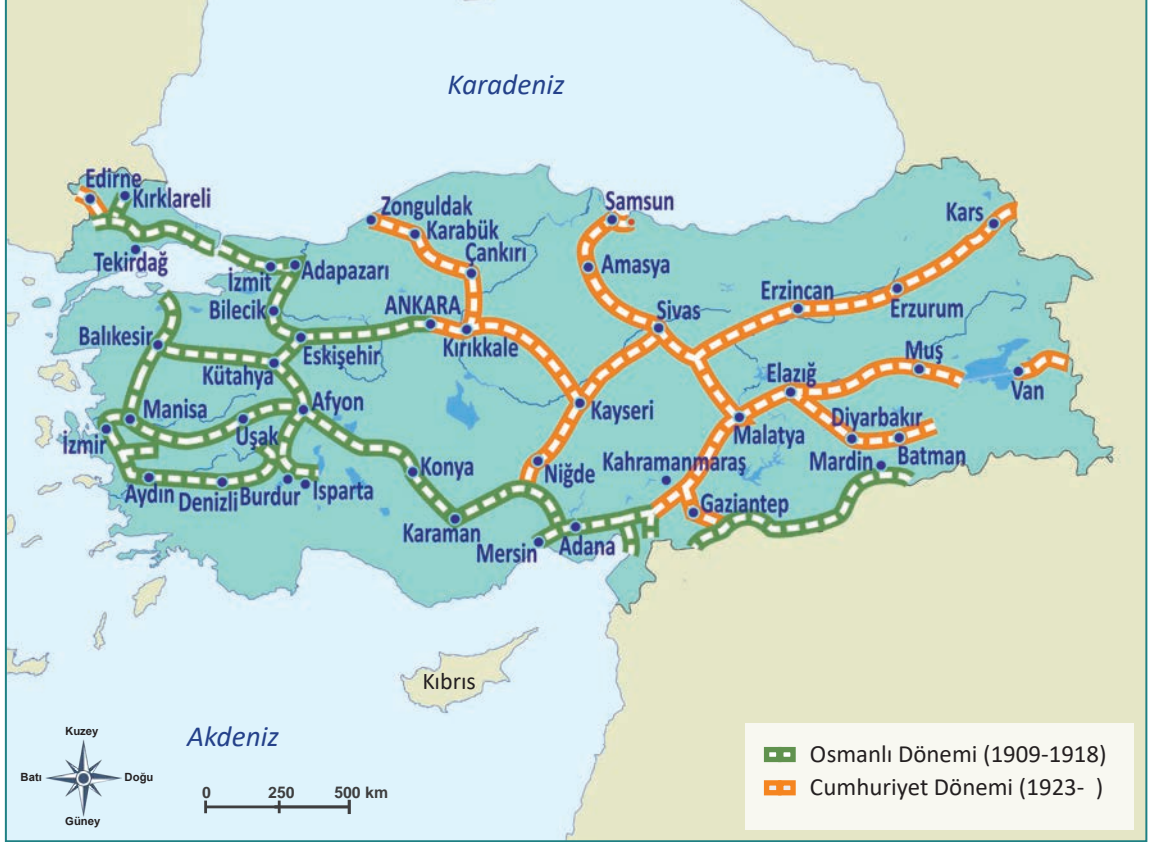 Karadeniz
Edirne
Kırklareli
Tekirdağ
İzmit
Adapazarı
Bilecik
Balıkesir
Eskişehir
Kütahya
Zonguldak
Karabük
Çankırı
ANKARA
Kırıkkale
Samsun
Amasya
Sivas
Erzincan
Erzurum
Kars
Manisa
İzmir
Uşak
Afyon
Aydın
Denizli
Burdur
Isparta
Konya
Karaman
Kayseri
Niğde
Mersin
Adana
Kahramanmaraş
Gaziantep
Malatya
Elazığ
Muş
Van
Diyarbakır
Batman
Mardin
Kıbrıs
Akdeniz
Kuzey
Batı
Doğu
Güney
0 250 500 km
Osmanlı Dönemi (1909-1918)
Cumhuriyet Dönemi (1923- )